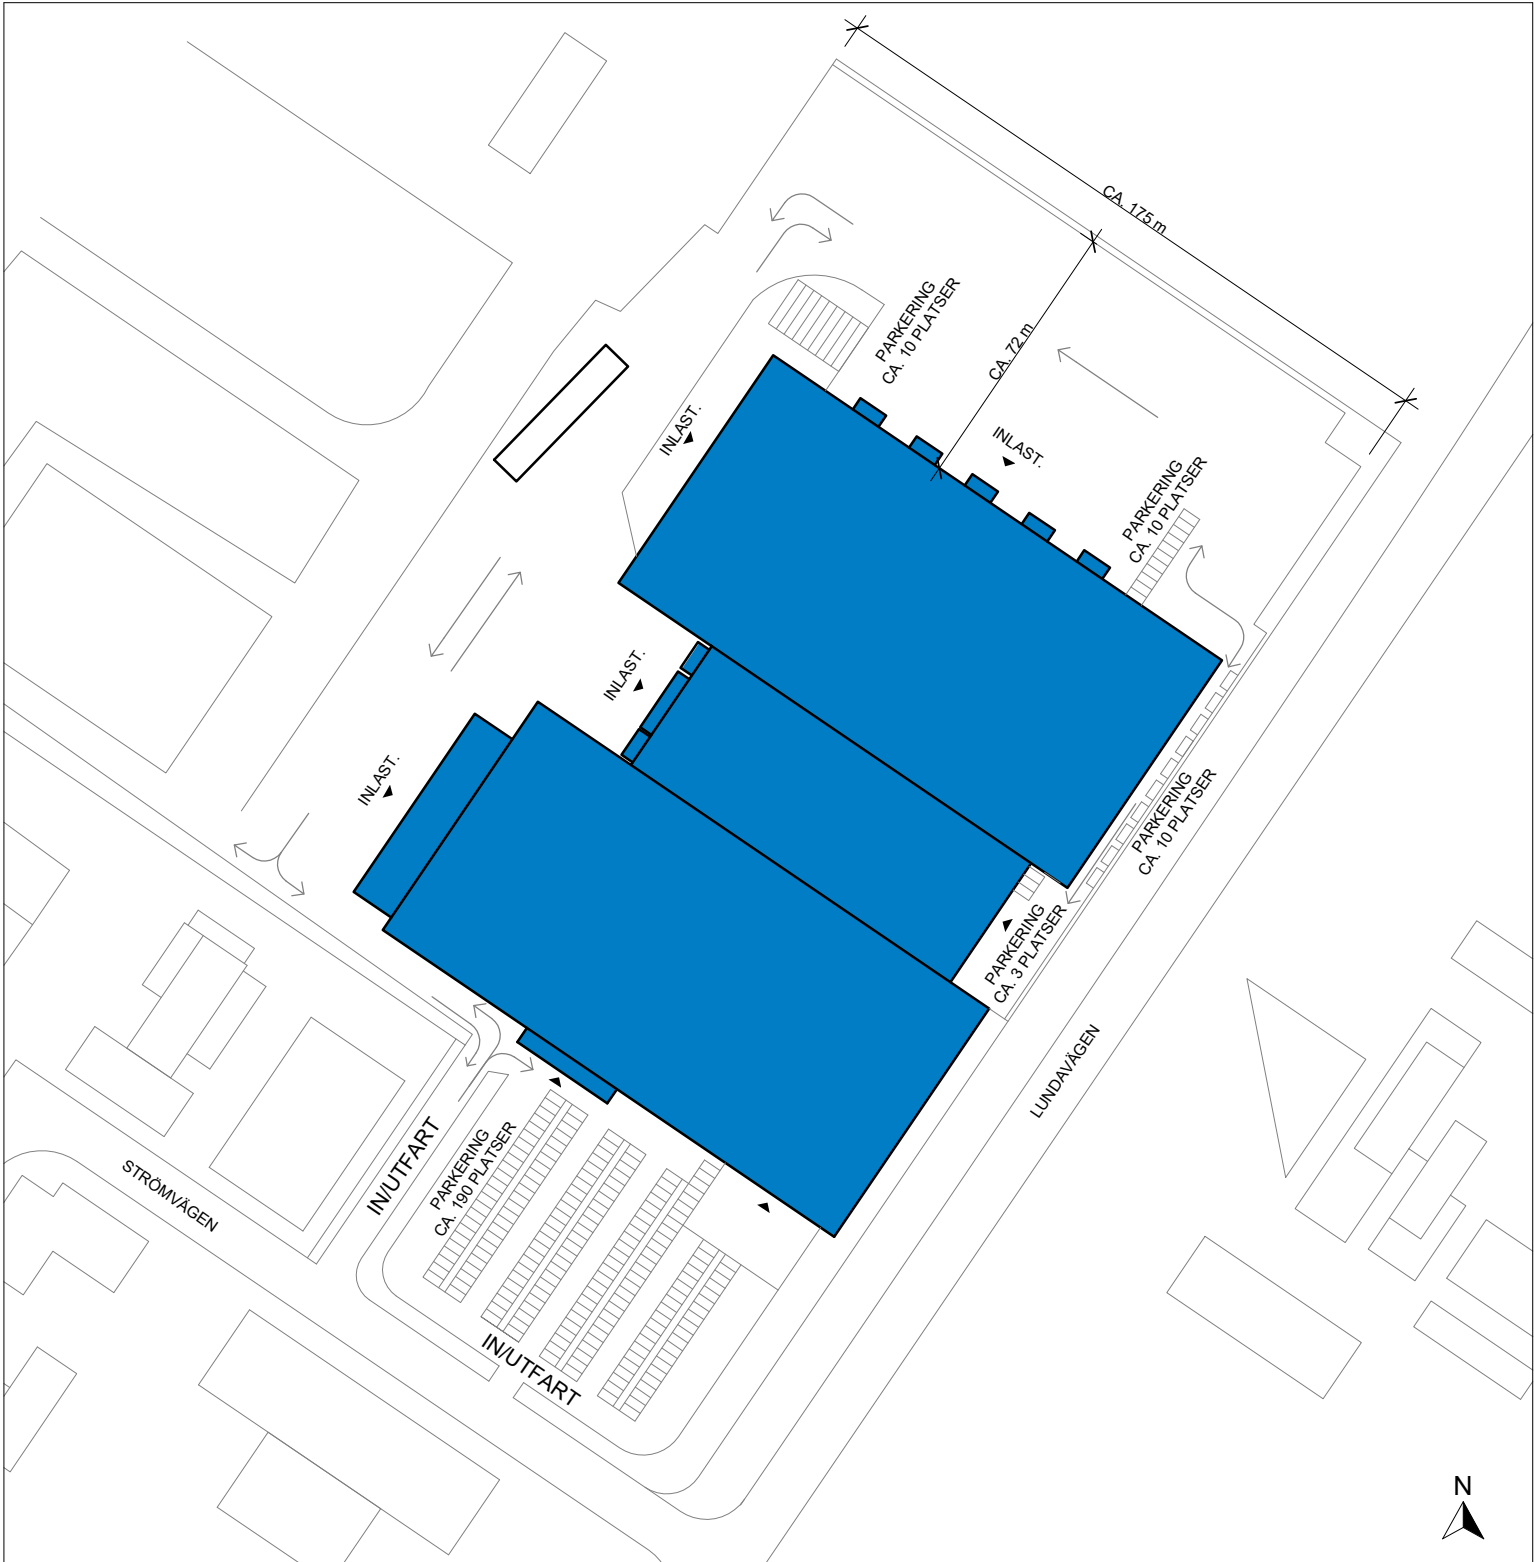 CA. 175 m
PARKERING
CA. 10 PLATSER
CA. 72 m
INLAST.
INLAST.
PARKERING
CA. 10 PLATSER
INLAST.
INLAST.
PARKERING
CA. 10 PLATSER
PARKERING
CA. 3 PLATSER
LUNDAVÄGEN
IN/UTFART
PARKERING
CA. 190 PLATSER
STRÖMVÄGEN
IN/UTFART
N